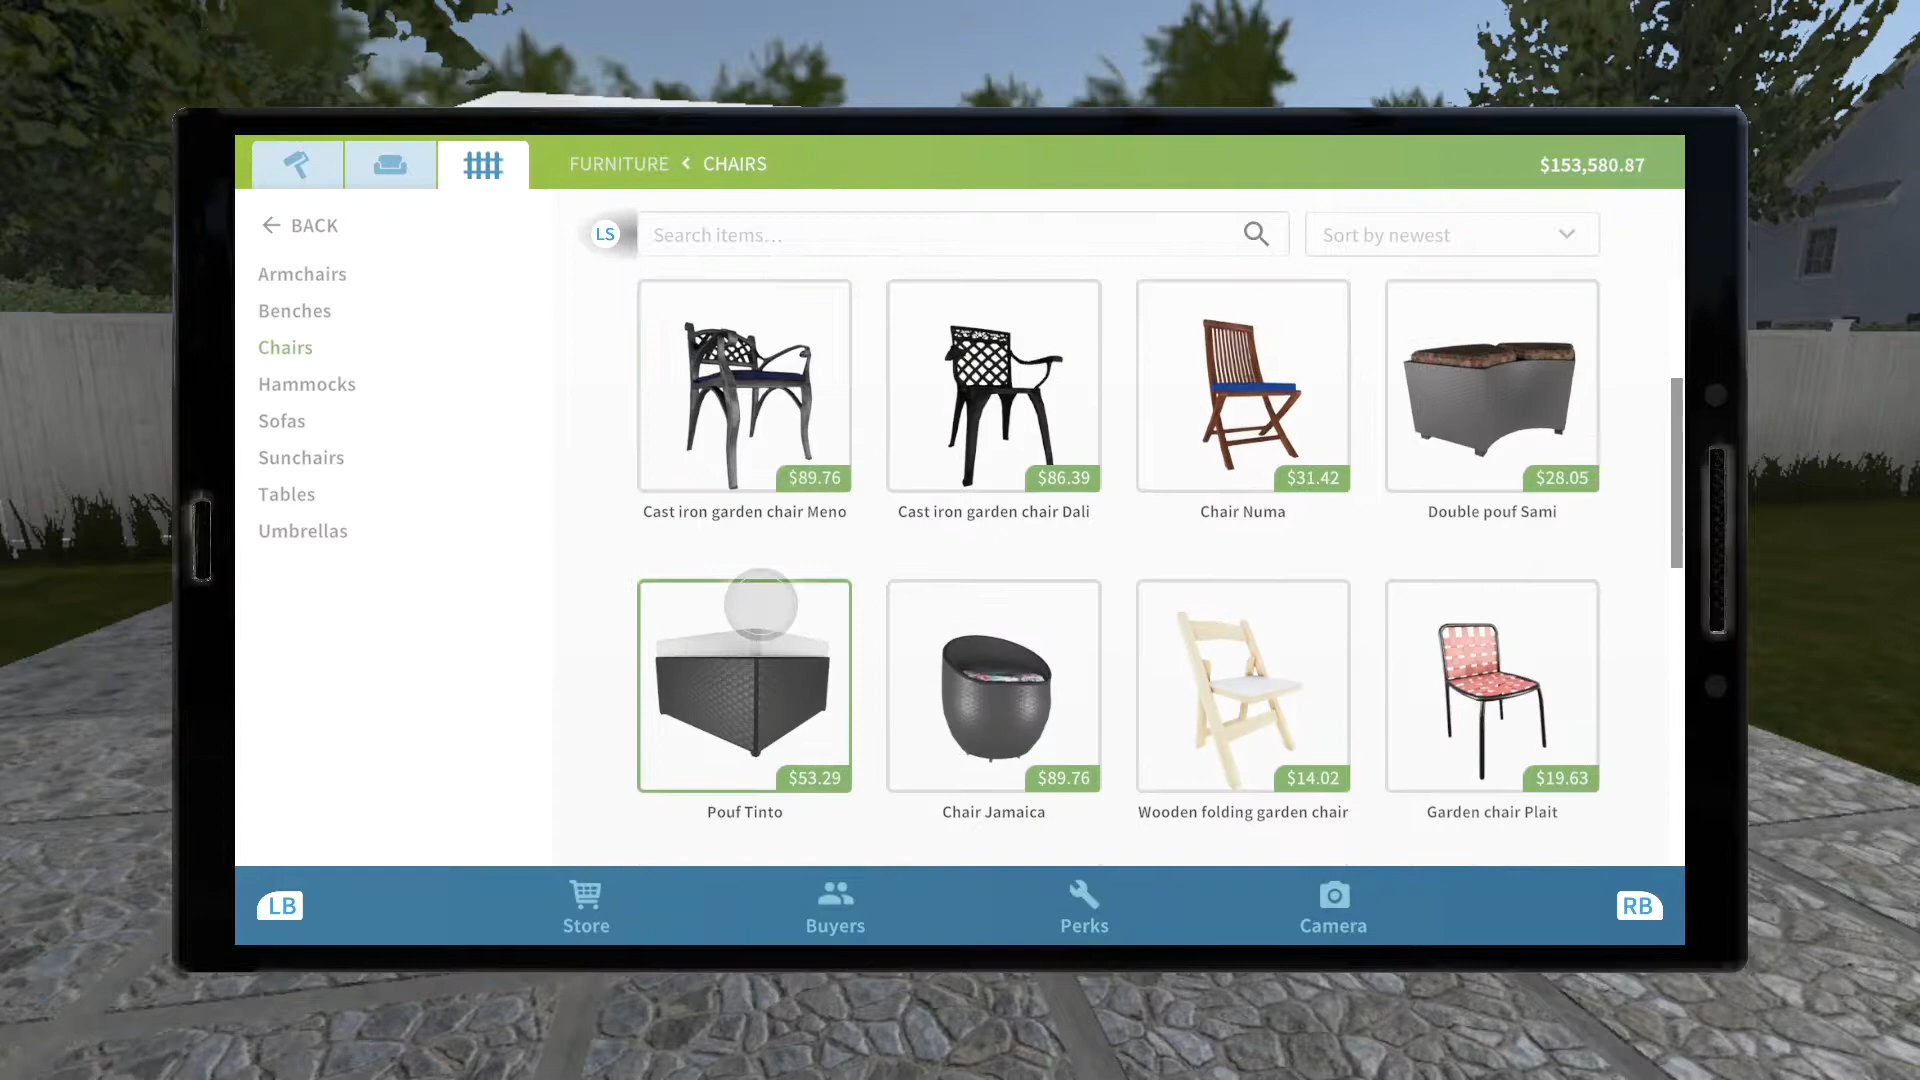 FURNITURE < CHAIRS
$153,580.87
BACK
LS
Search items...
Sort by newest
Armchairs
Benches
Chairs
Hammocks
Sofas
Sunchairs
Tables
Umbrellas
$89.76
$86.39
$31.42
$28.05
Cast iron garden chair Meno
Cast iron garden chair Dali
Chair Numa
Double pouf Sami
$53.29
$89.76
$14.02
$19.63
Pouf Tinto
Chair Jamaica
Wooden folding garden chair
Garden chair Plait
LB
Store
Buyers
Perks
Camera
RB